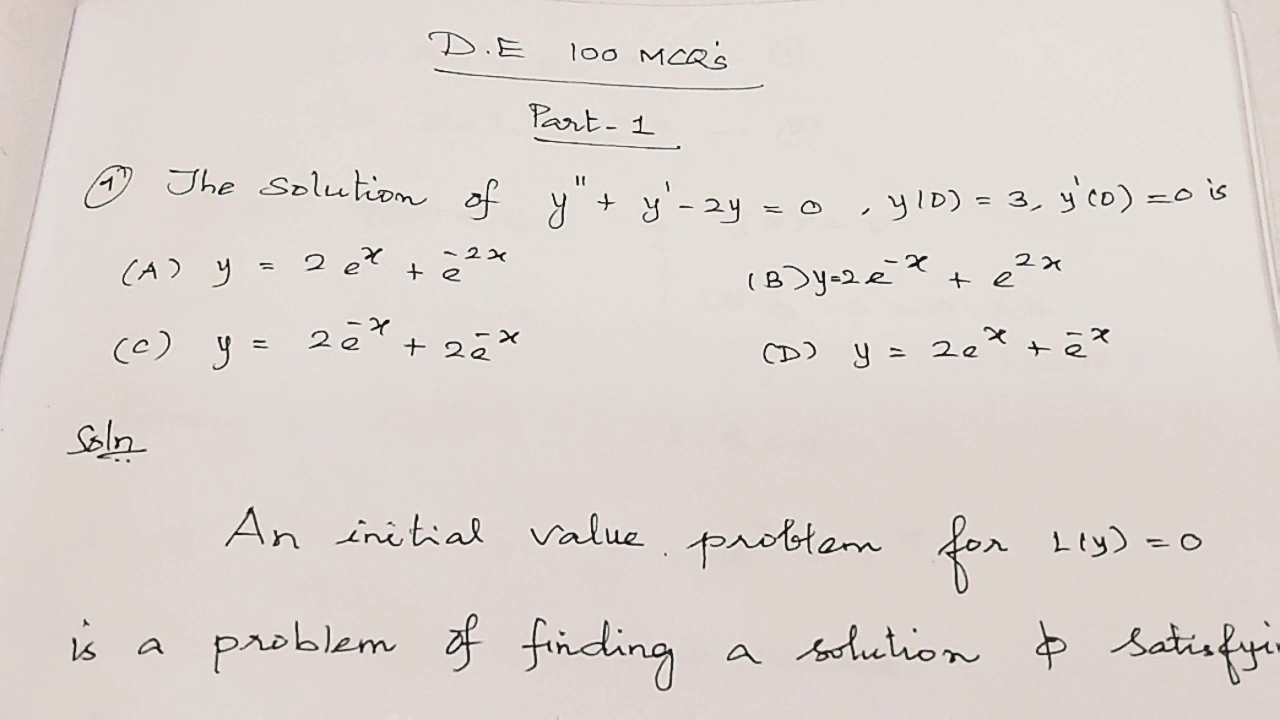 D.E 100 MCQ's
Part-1
① The solution of y" + y' - 2y = 0, y(0) = 3, y'(0) = 0 is
(A) y = 2e^x + e^-2x (B) y=2e^-x + e^2x
(C) y = 2e^-x + 2e^-x (D) y = 2e^x + e^-x
Soln
An initial value problem for L(y) = 0
is a problem of finding a solution ϕ satisfyin